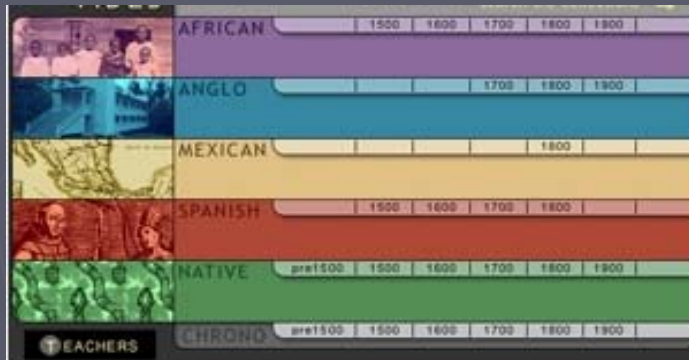 AFRICAN 1500 1600 1700 1800 1900
ANGLO 1700 1800 1900
MEXICAN 1800
SPANISH 1500 1600 1700 1800
NATIVE pre1500 1500 1600 1700 1800 1900
CHRONO pre1500 1500 1600 1700 1800 1900
TEACHERS